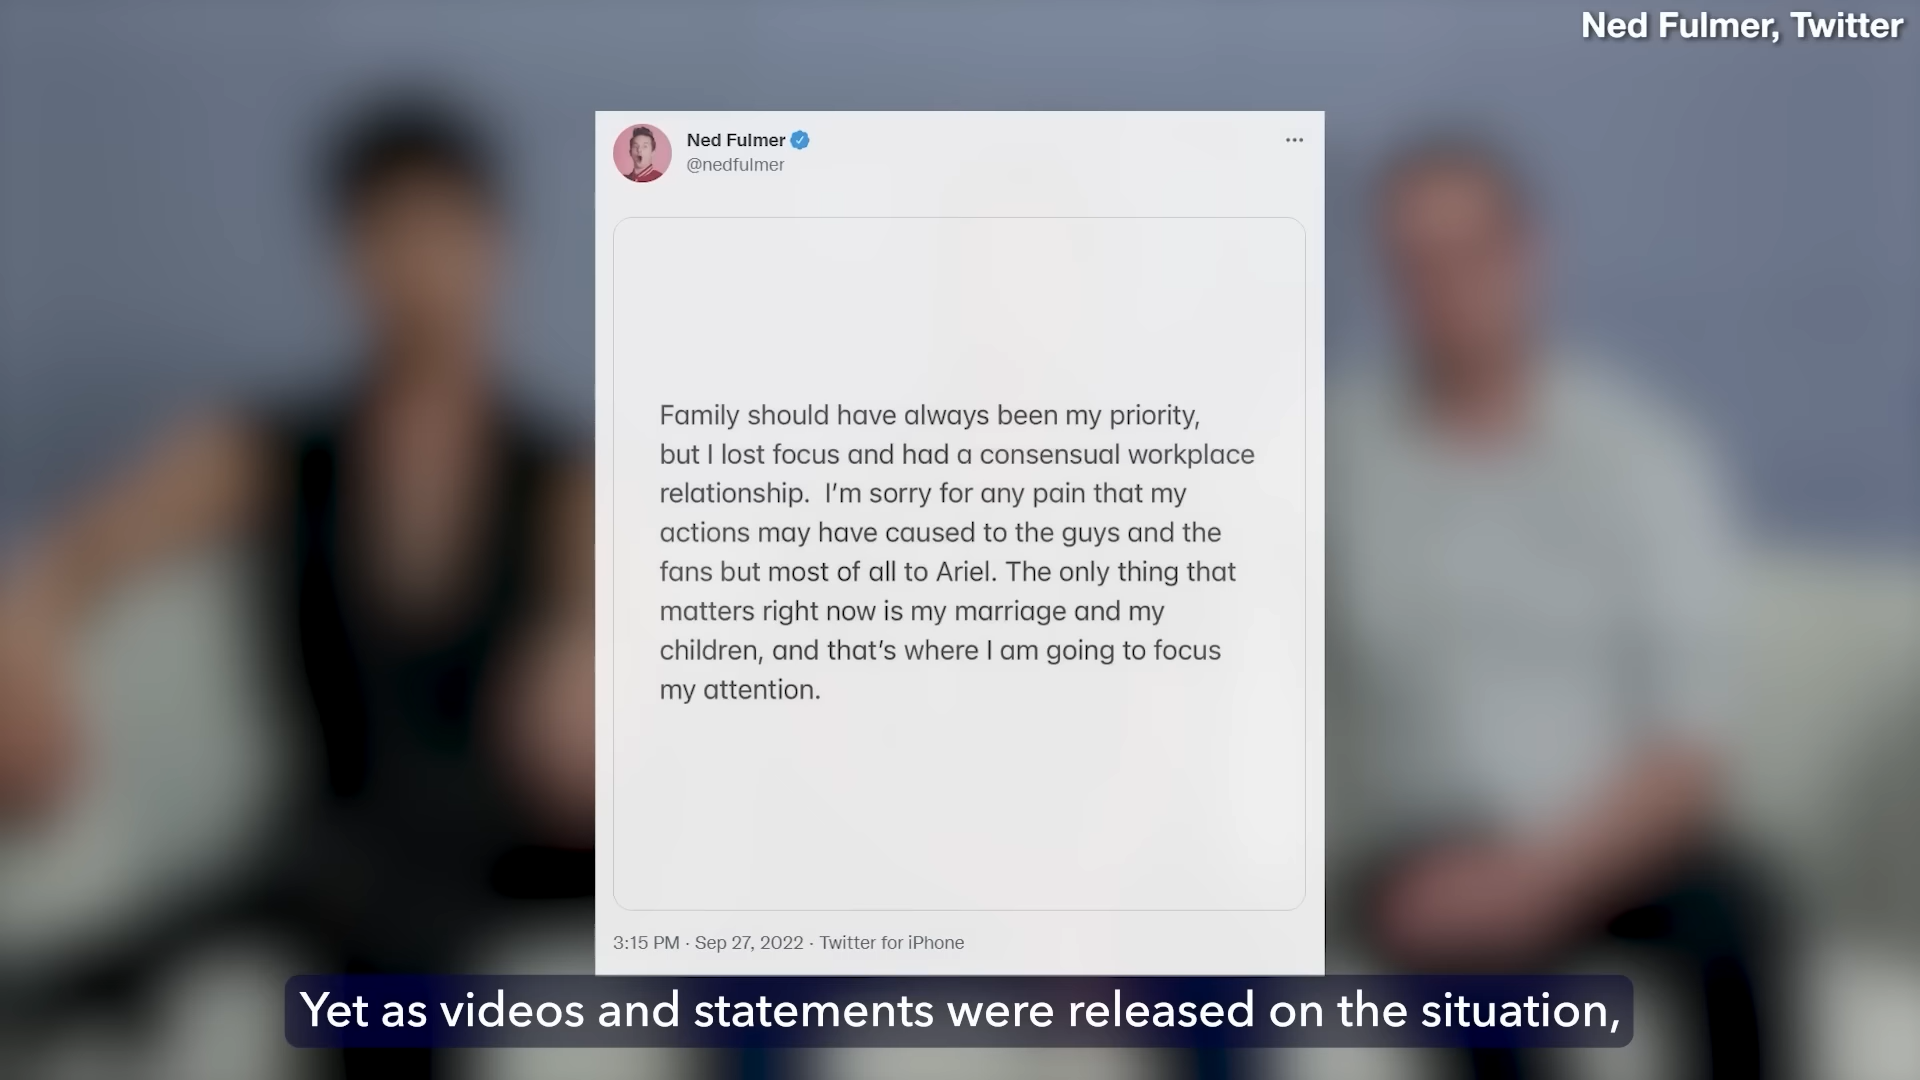 Ned Fulmer, Twitter
Ned Fulmer
@nedfulmer
Family should have always been my priority,
but I lost focus and had a consensual workplace
relationship.  I'm sorry for any pain that my
actions may have caused to the guys and the
fans but most of all to Ariel. The only thing that
matters right now is my marriage and my
children, and that's where I am going to focus
my attention.
3:15 PM · Sep 27, 2022 · Twitter for iPhone
Yet as videos and statements were released on the situation,